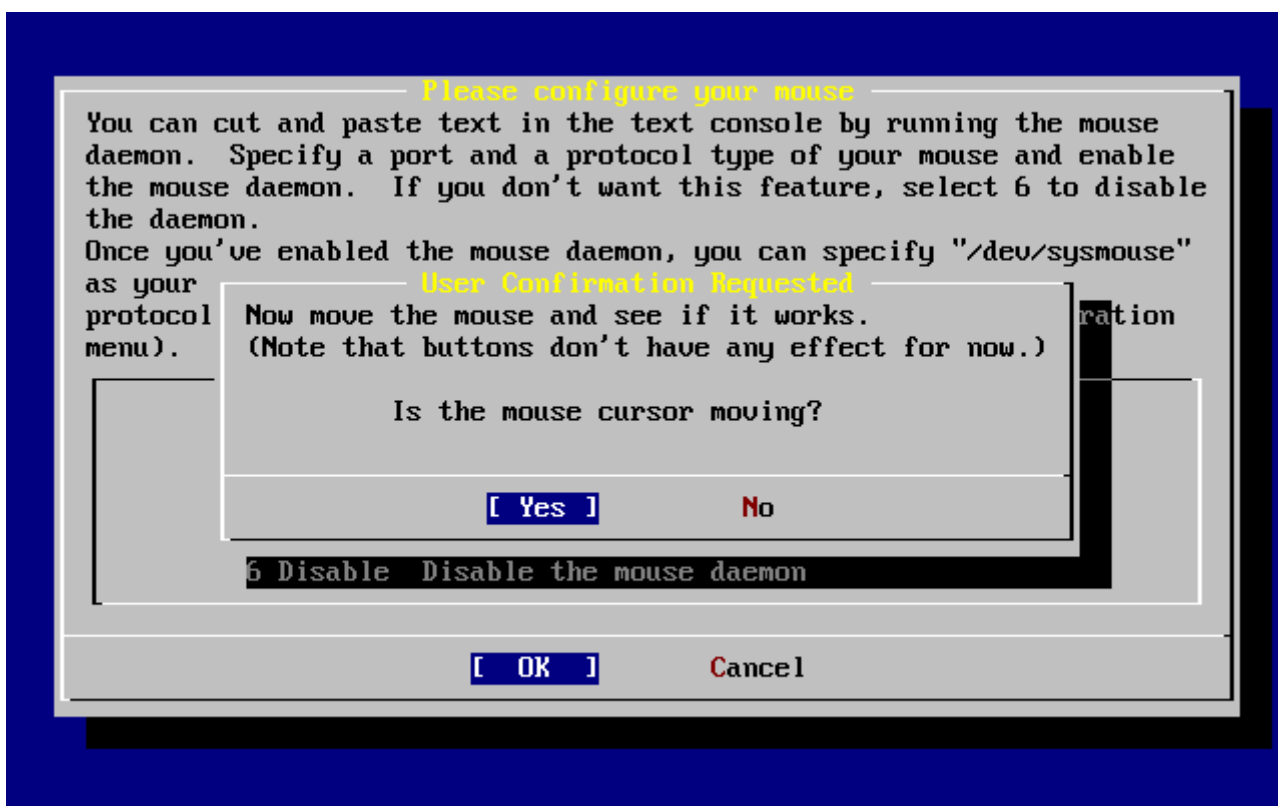 Please configure your mouse
You can cut and paste text in the text console by running the mouse
daemon.  Specify a port and a protocol type of your mouse and enable
the mouse daemon.  If you don't want this feature, select 6 to disable
the daemon.
Once you've enabled the mouse daemon, you can specify "/dev/sysmouse"
as your
protocol ration
menu).
User Confirmation Requested
Now move the mouse and see if it works.
(Note that buttons don't have any effect for now.)
Is the mouse cursor moving?
[ Yes ] No
6 Disable  Disable the mouse daemon
[ OK ] Cancel